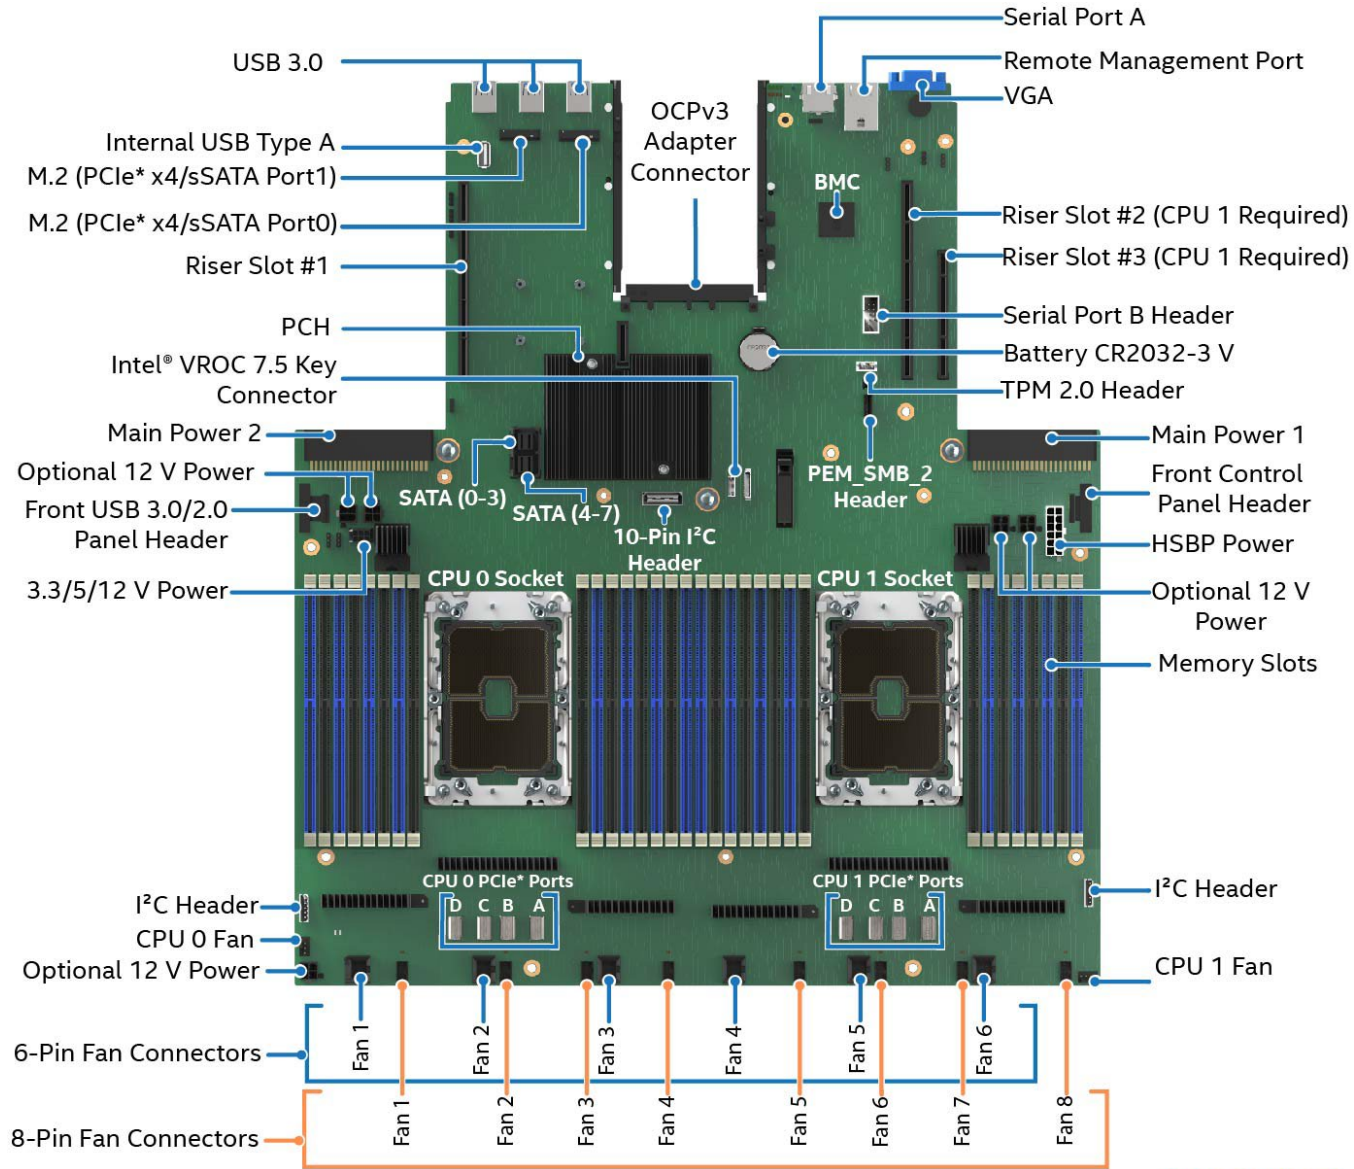 Serial Port A
USB 3.0
Remote Management Port
VGA
OCPv3
Adapter
Connector
Internal USB Type A
M.2 (PCIe* x4/sSATA Port1)
BMC
M.2 (PCIe* x4/sSATA Port0)
Riser Slot #2 (CPU 1 Required)
Riser Slot #1
Riser Slot #3 (CPU 1 Required)
PCH
Serial Port B Header
Intel® VROC 7.5 Key
Connector
Battery CR2032-3 V
TPM 2.0 Header
Main Power 2
Main Power 1
Optional 12 V Power
SATA (0-3)
PEM_SMB_2
Header
Front Control
Panel Header
Front USB 3.0/2.0
Panel Header
SATA (4-7)
10-Pin I²C
Header
HSBP Power
3.3/5/12 V Power
CPU 0 Socket
CPU 1 Socket
Optional 12 V
Power
Memory Slots
CPU 0 PCIe* Ports
D C B A
CPU 1 PCIe* Ports
D C B A
I²C Header
I²C Header
CPU 0 Fan
Optional 12 V Power
CPU 1 Fan
6-Pin Fan Connectors
Fan 1
Fan 2
Fan 3
Fan 4
Fan 5
Fan 6
8-Pin Fan Connectors
Fan 1
Fan 2
Fan 3
Fan 4
Fan 5
Fan 6
Fan 7
Fan 8